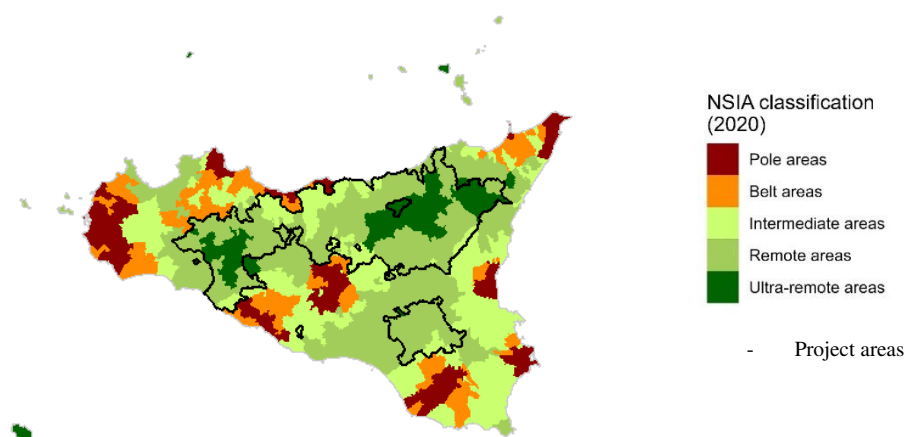 NSIA classification
(2020)
Pole areas
Belt areas
Intermediate areas
Remote areas
Ultra-remote areas
- Project areas